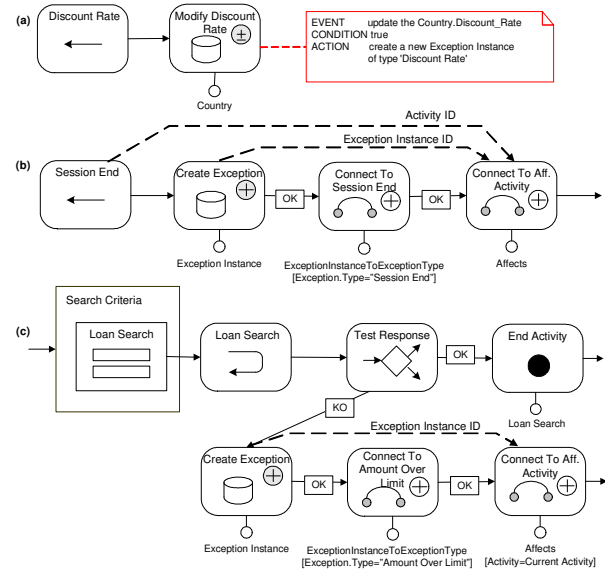 (a)
Discount Rate
Modify Discount
Rate
Country
EVENT update the Country.Discount_Rate
CONDITION true
ACTION create a new Exception Instance
of type 'Discount Rate'
Activity ID
Exception Instance ID
(b)
Session End
Create Exception
OK
Connect To
Session End
OK
Connect To Aff.
Activity
Exception Instance
ExceptionInstanceToExceptionType
[Exception.Type="Session End"]
Affects
(c)
Search Criteria
Loan Search
Loan Search
Test Response
OK
End Activity
Loan Search
KO
Exception Instance ID
Create Exception
OK
Connect To
Amount Over
Limit
OK
Connect To Aff.
Activity
Exception Instance
ExceptionInstanceToExceptionType
[Exception.Type="Amount Over Limit"]
Affects
[Activity=Current Activity]